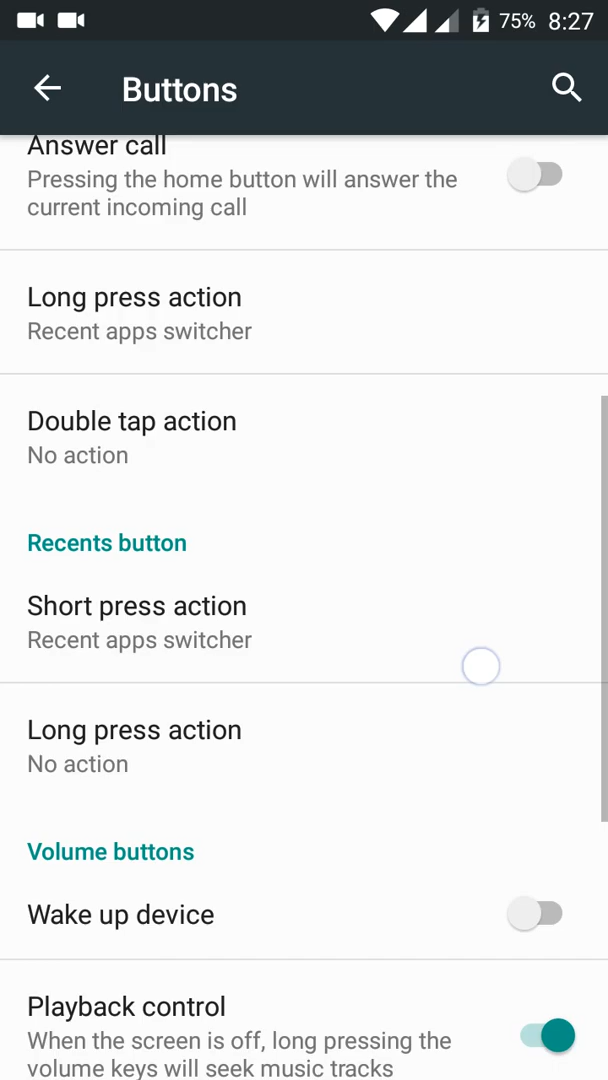 75% 8:27
Buttons
Answer call
Pressing the home button will answer the
current incoming call
Long press action
Recent apps switcher
Double tap action
No action
Recents button
Short press action
Recent apps switcher
Long press action
No action
Volume buttons
Wake up device
Playback control
When the screen is off, long pressing the
volume keys will seek music tracks